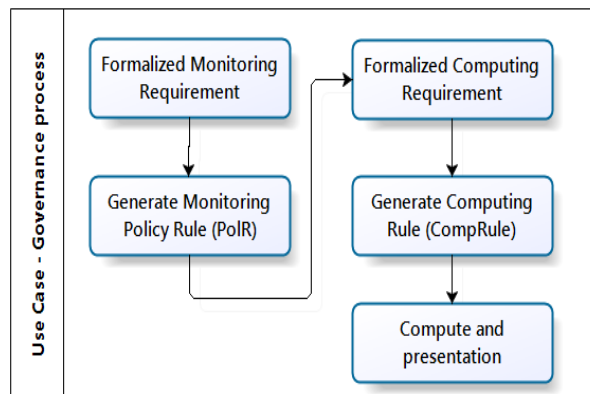 Use Case - Governance process
Formalized Monitoring
Requirement
Generate Monitoring
Policy Rule (PolR)
Formalized Computing
Requirement
Generate Computing
Rule (CompRule)
Compute and
presentation